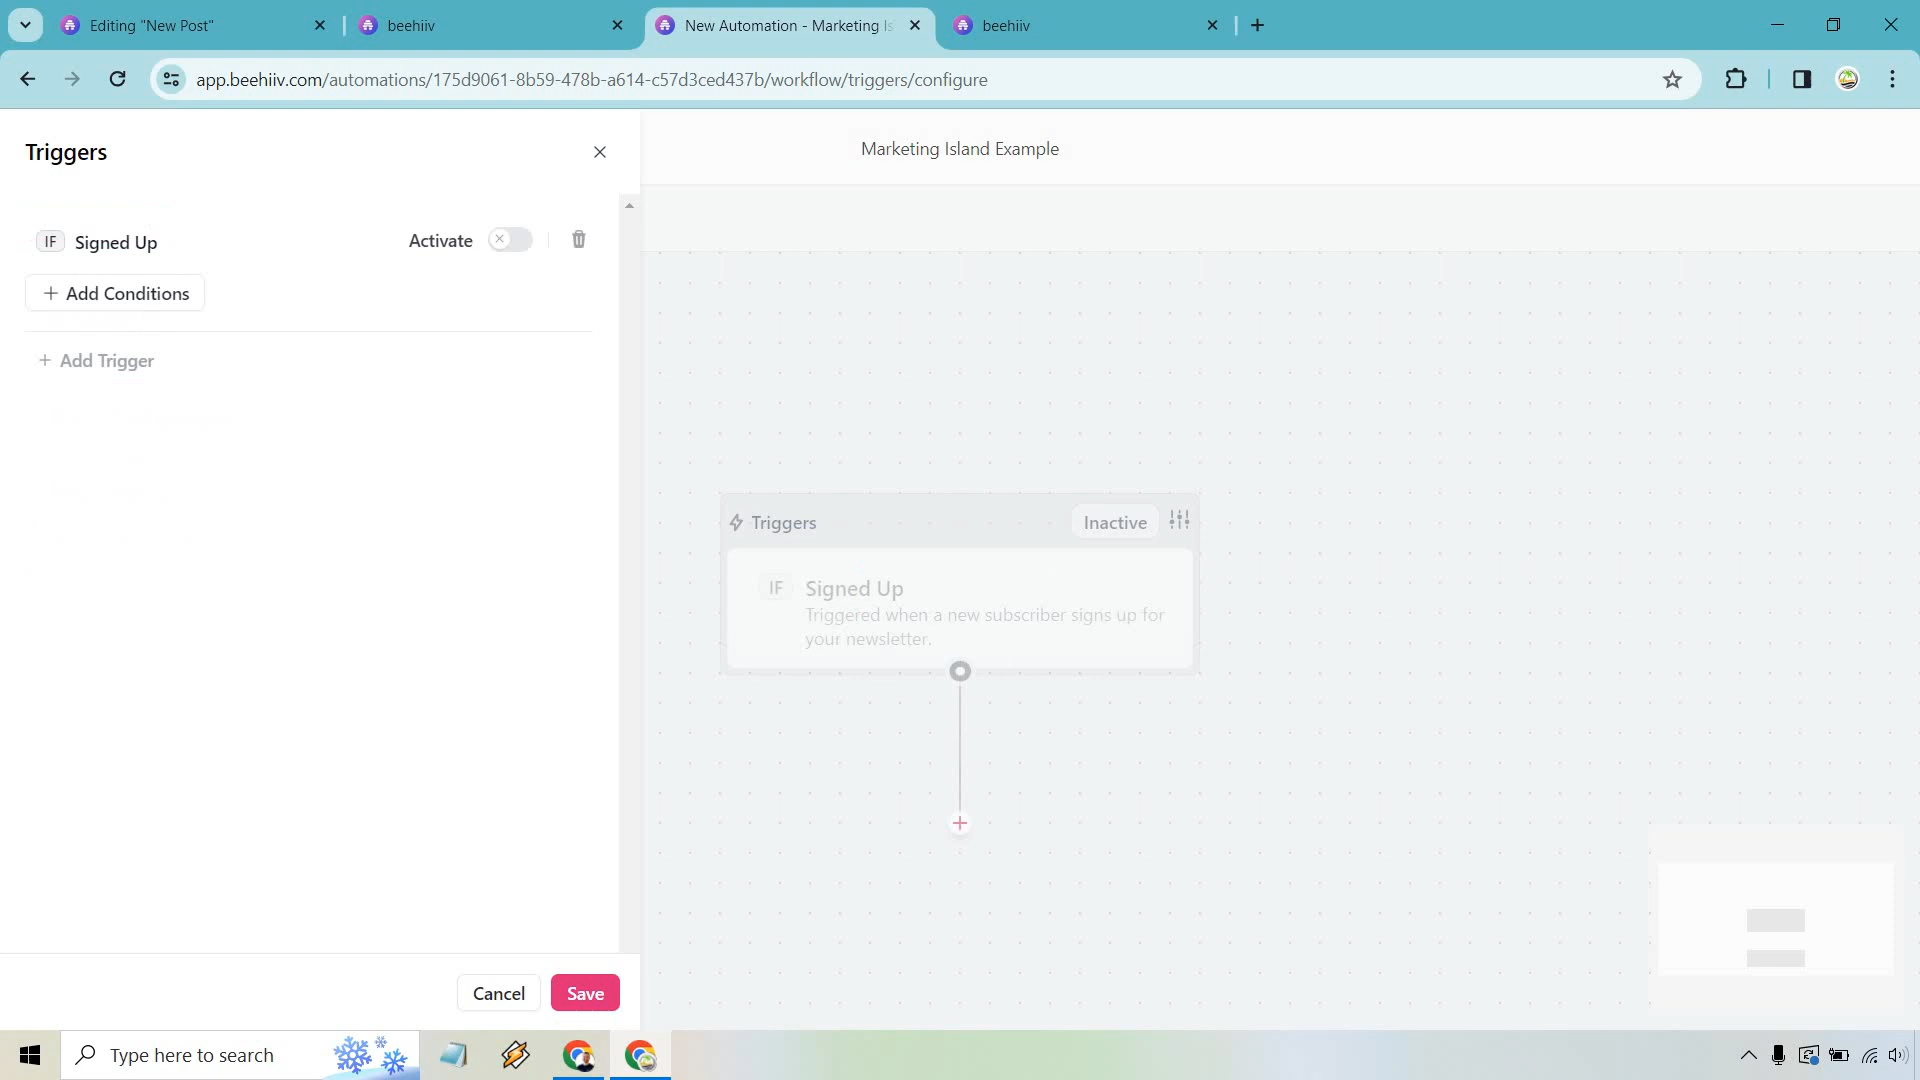 Editing "New Post"
beehiiv
New Automation - Marketing Is
beehiiv
app.beehiiv.com/automations/175d9061-8b59-478b-a614-c57d3ced437b/workflow/triggers/configure
Triggers
Marketing Island Example
IF Signed Up
Activate
+ Add Conditions
+ Add Trigger
Triggers
Inactive
IF Signed Up
Triggered when a new subscriber signs up for
your newsletter.
Cancel
Save
Type here to search